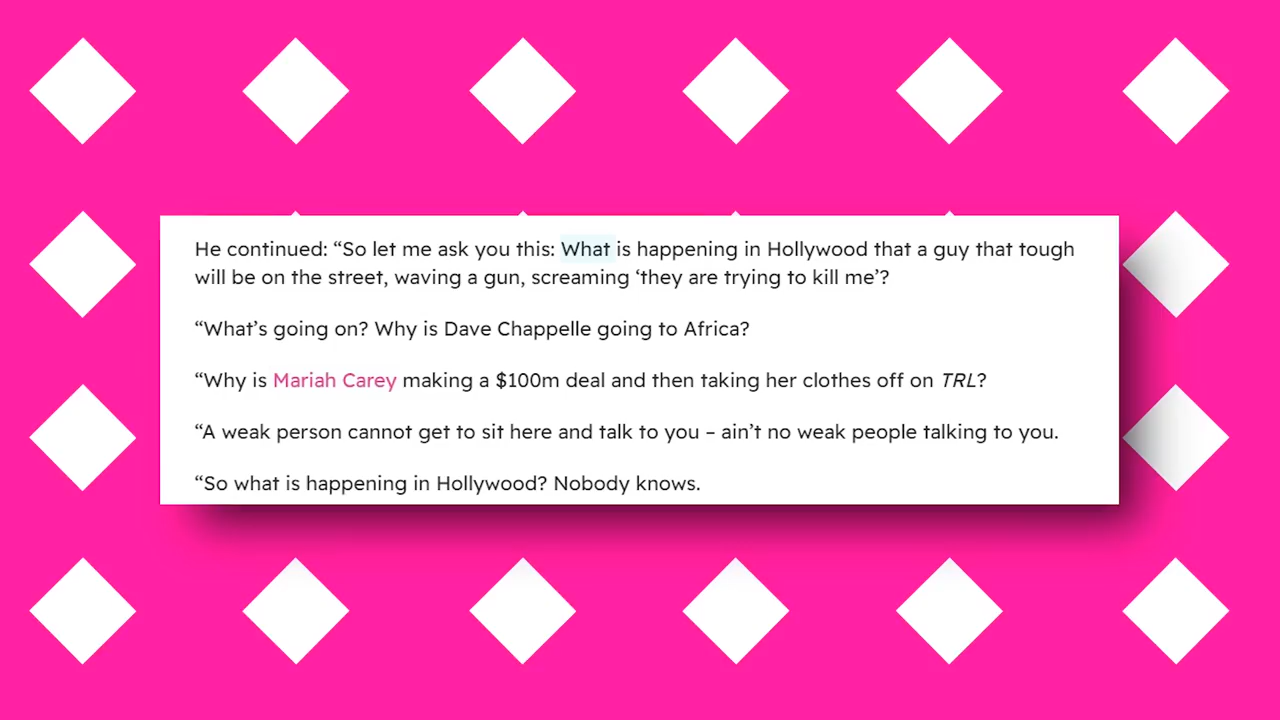 He continued: “So let me ask you this: What is happening in Hollywood that a guy that tough
will be on the street, waving a gun, screaming ‘they are trying to kill me’?
“What’s going on? Why is Dave Chappelle going to Africa?
“Why is Mariah Carey making a $100m deal and then taking her clothes off on TRL?
“A weak person cannot get to sit here and talk to you – ain’t no weak people talking to you.
“So what is happening in Hollywood? Nobody knows.